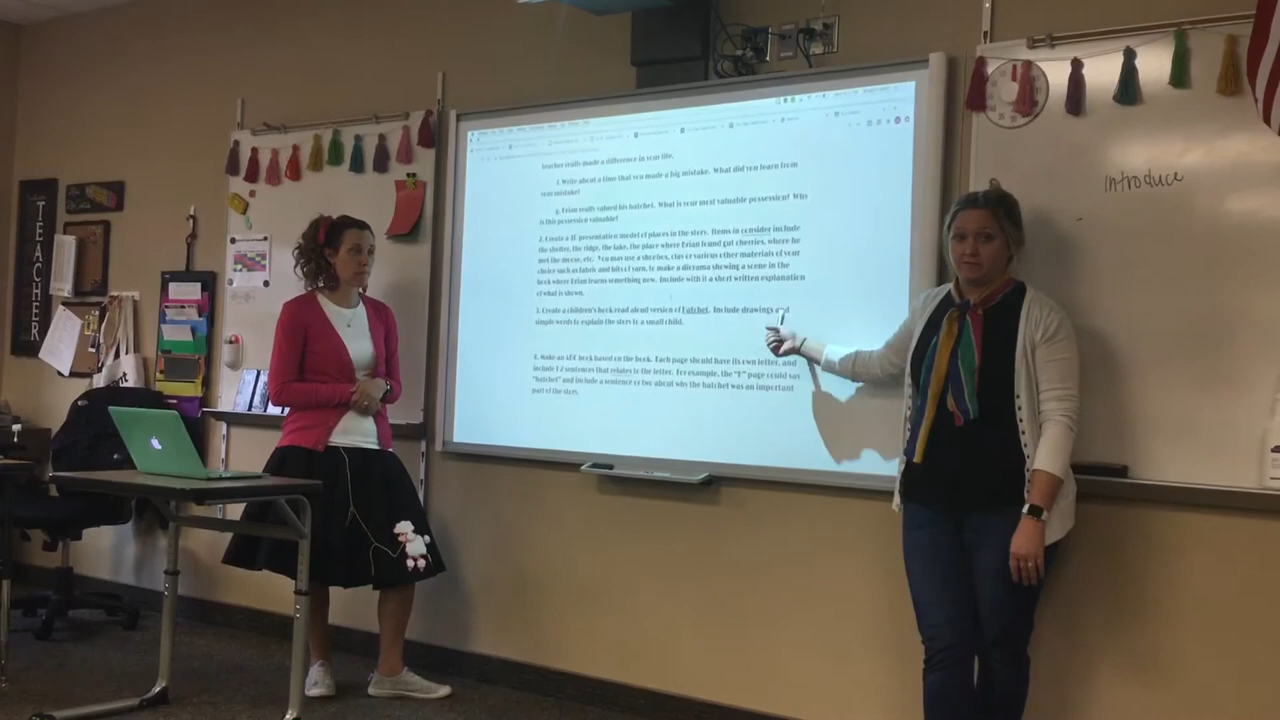 TEACHER
Introduce
teacher really made a difference in your life.
f. Write about a time that you made a big mistake. What did you learn from
your mistake?
g. Brian really valued his hatchet. What is your most valuable possession? Why
is this possession valuable?
2. Create a 3D presentation model of places in the story. Items to consider include
the shelter, the ridge, the lake, the place where Brian found gut cherries, where he
met the moose, etc. You may use a shoebox, clay or various other materials of your
choice such as fabric and bits of yarn, to make a diorama showing a scene in the
book where Brian learns something new. Include with it a short written explanation
of what is shown.
3. Create a children's book read aloud version of Hatchet. Include drawings and
simple words to explain the story to a small child.
4. Make an ABC book based on the book. Each page should have its own letter, and
include 1-2 sentences that relates to the letter. For example, the "H" page could say
"hatchet" and include a sentence or two about why the hatchet was an important
part of the story.